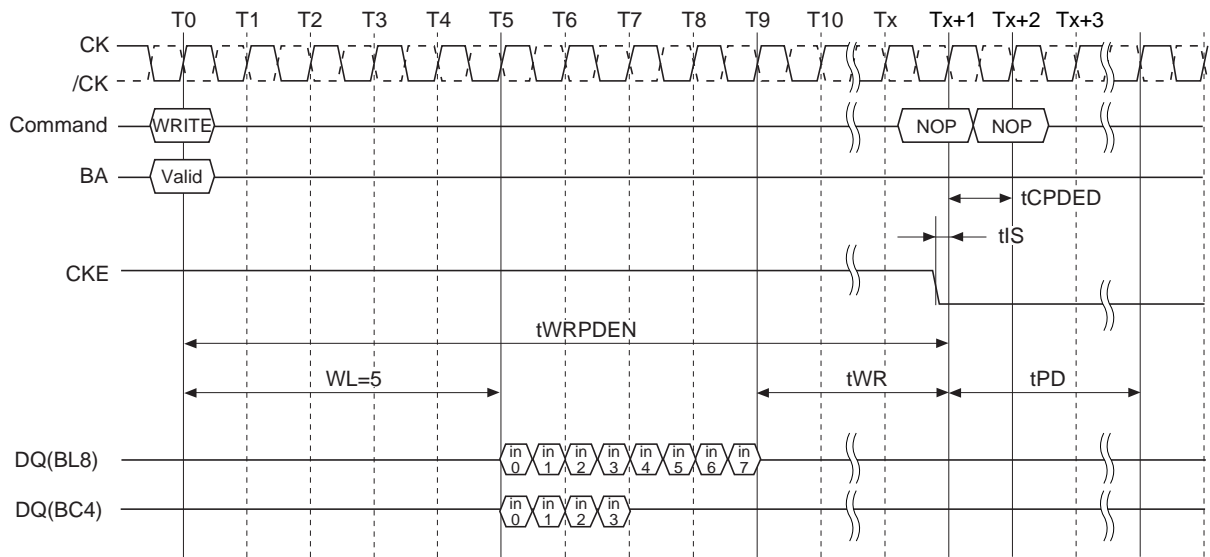 T0 T1 T2 T3 T4 T5 T6 T7 T8 T9 T10 Tx Tx+1 Tx+2 Tx+3
CK
/CK
Command WRITE NOP NOP
BA Valid
tCPDED
tIS
CKE
tWRPDEN
WL=5 tWR tPD
DQ(BL8) in 0 in 1 in 2 in 3 in 4 in 5 in 6 in 7
DQ(BC4) in 0 in 1 in 2 in 3